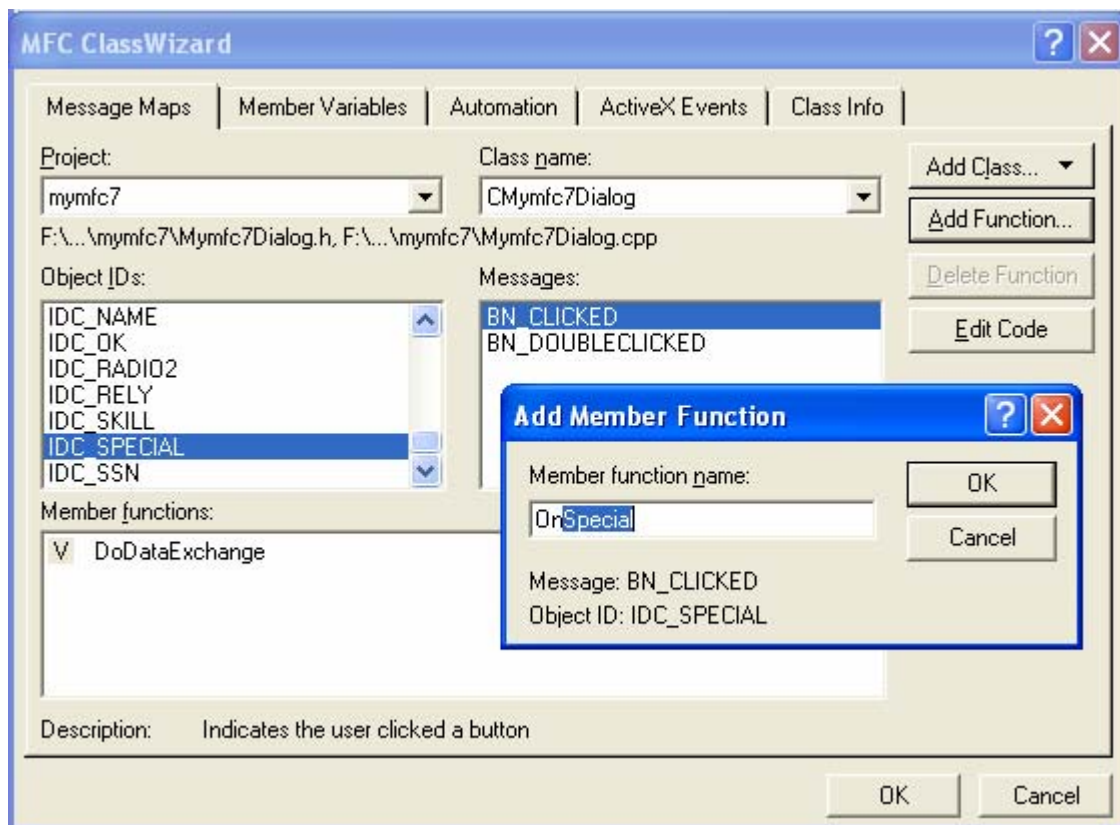 MFC ClassWizard
Message Maps
Member Variables
Automation
ActiveX Events
Class Info
Project:
Class name:
Add Class...
mymfc7
CMymfc7Dialog
Add Function...
F:\...\mymfc7\Mymfc7Dialog.h, F:\...\mymfc7\Mymfc7Dialog.cpp
Object IDs:
Messages:
Delete Function
IDC_NAME
IDC_OK
IDC_RADIO2
IDC_RELY
IDC_SKILL
IDC_SPECIAL
IDC_SSN
BN_CLICKED
BN_DOUBLECLICKED
Edit Code
Add Member Function
Member function name:
OnSpecial
OK
Cancel
Message: BN_CLICKED
Object ID: IDC_SPECIAL
Member functions:
V DoDataExchange
Description: Indicates the user clicked a button
OK
Cancel